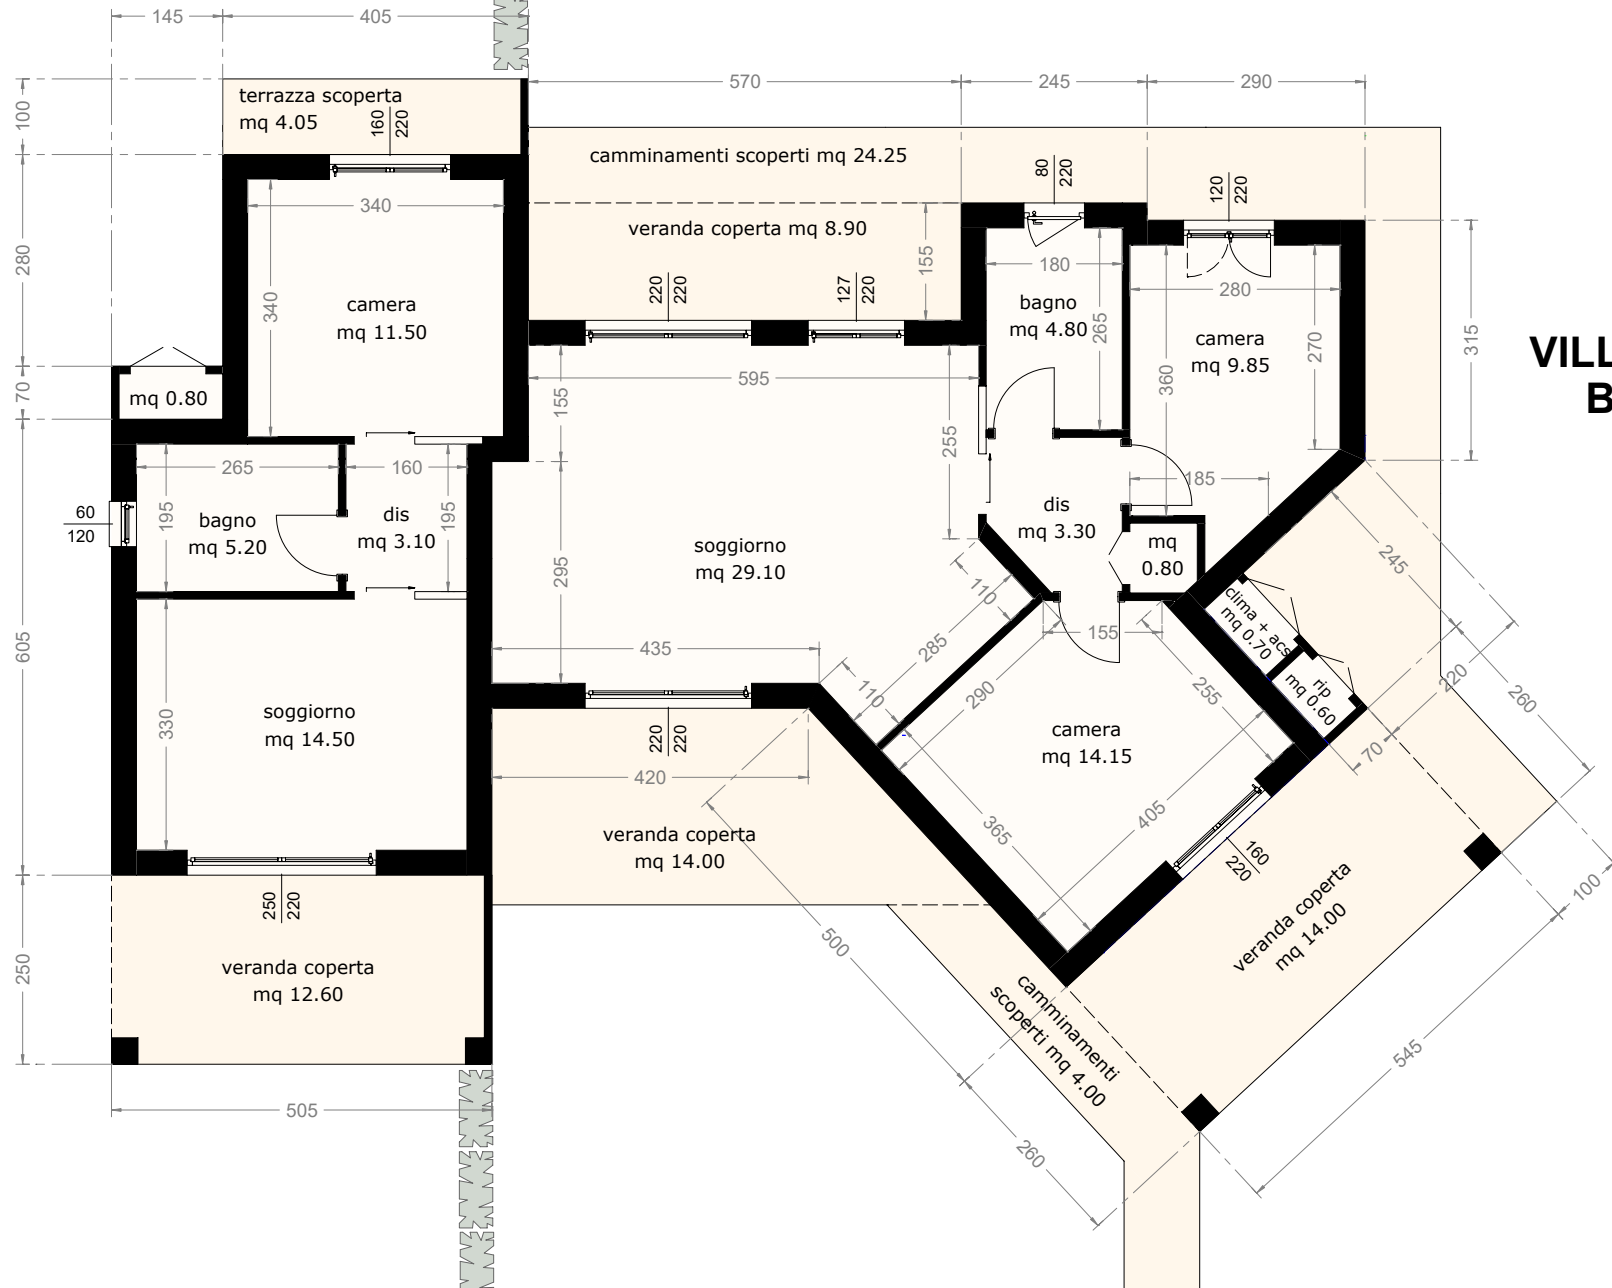 145
405
570
245
290
100
280
70
605
250
terrazza scoperta
mq 4.05
160
220
camminamenti scoperti mq 24.25
veranda coperta mq 8.90
155
80
220
120
220
340
340
camera
mq 11.50
220
220
127
220
180
bagno
mq 4.80
265
280
camera
mq 9.85
270
360
315
VILL
B
mq 0.80
595
155
255
265
160
195
195
bagno
mq 5.20
dis
mq 3.10
60
120
soggiorno
mq 29.10
295
dis
mq 3.30
185
mq
0.80
245
110
285
155
clima + acs
mq 0.70
rip
mq 0.60
220
260
435
110
290
255
70
330
soggiorno
mq 14.50
camera
mq 14.15
220
220
420
365
405
160
220
veranda coperta
mq 14.00
250
220
veranda coperta
mq 12.60
500
veranda coperta
mq 14.00
100
camminamenti
scoperti mq 4.00
545
505
260